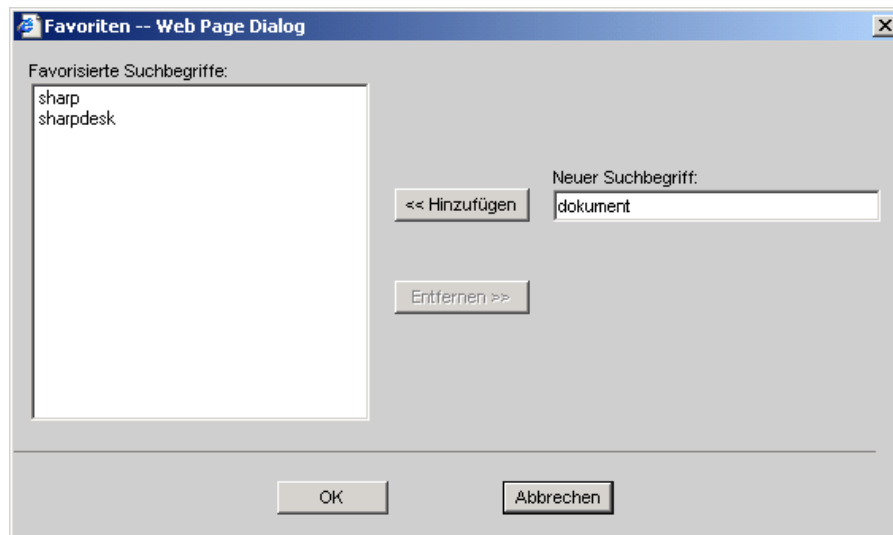 Favoriten -- Web Page Dialog
Favorisierte Suchbegriffe:
sharp
sharpdesk
Neuer Suchbegriff:
<< Hinzufügen
dokument
Entfernen >>
OK
Abbrechen